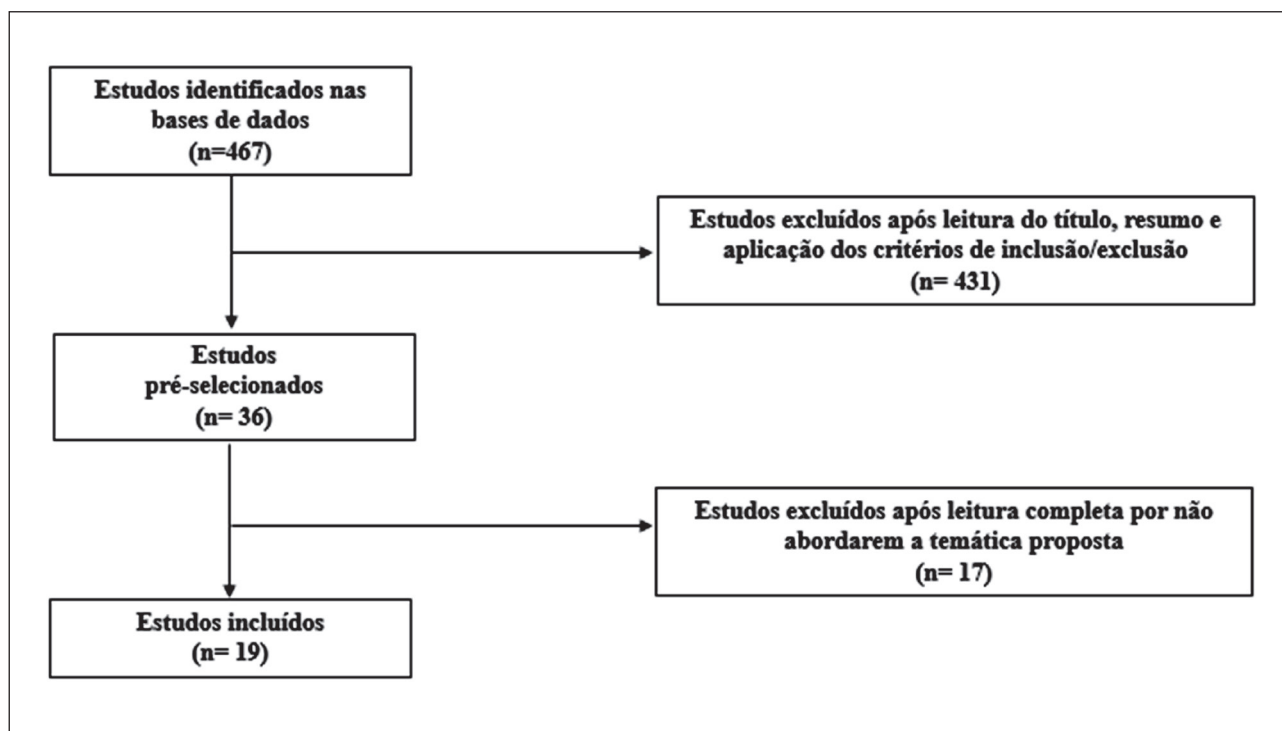 Estudos identificados nas
bases de dados
(n=467)
Estudos excluídos após leitura do título, resumo e
aplicação dos critérios de inclusão/exclusão
(n= 431)
Estudos
pré-selecionados
(n= 36)
Estudos excluídos após leitura completa por não
abordarem a temática proposta
(n= 17)
Estudos incluídos
(n= 19)